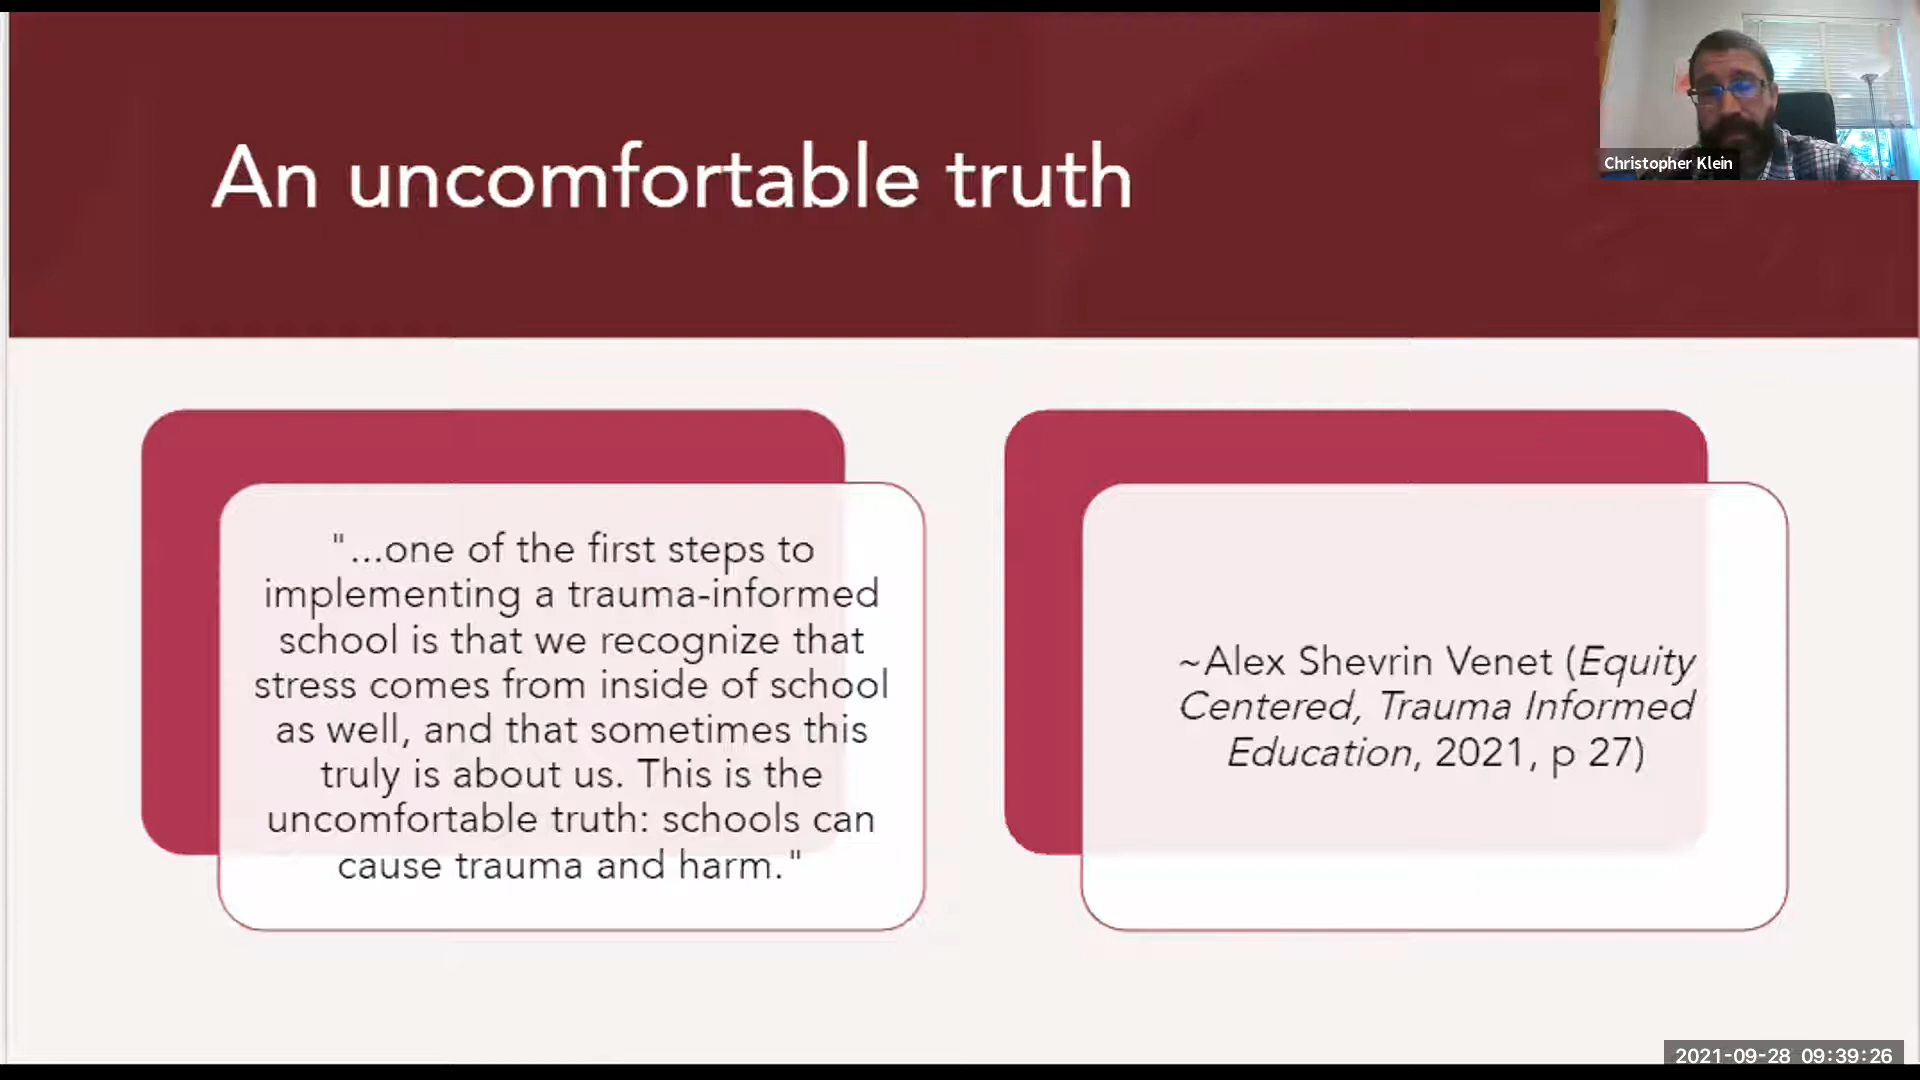 An uncomfortable truth
Christopher Klein
"...one of the first steps to
implementing a trauma-informed
school is that we recognize that
stress comes from inside of school
as well, and that sometimes this
truly is about us. This is the
uncomfortable truth: schools can
cause trauma and harm."
~Alex Shevrin Venet (Equity
Centered, Trauma Informed
Education, 2021, p 27)
2021-09-28 09:39:26